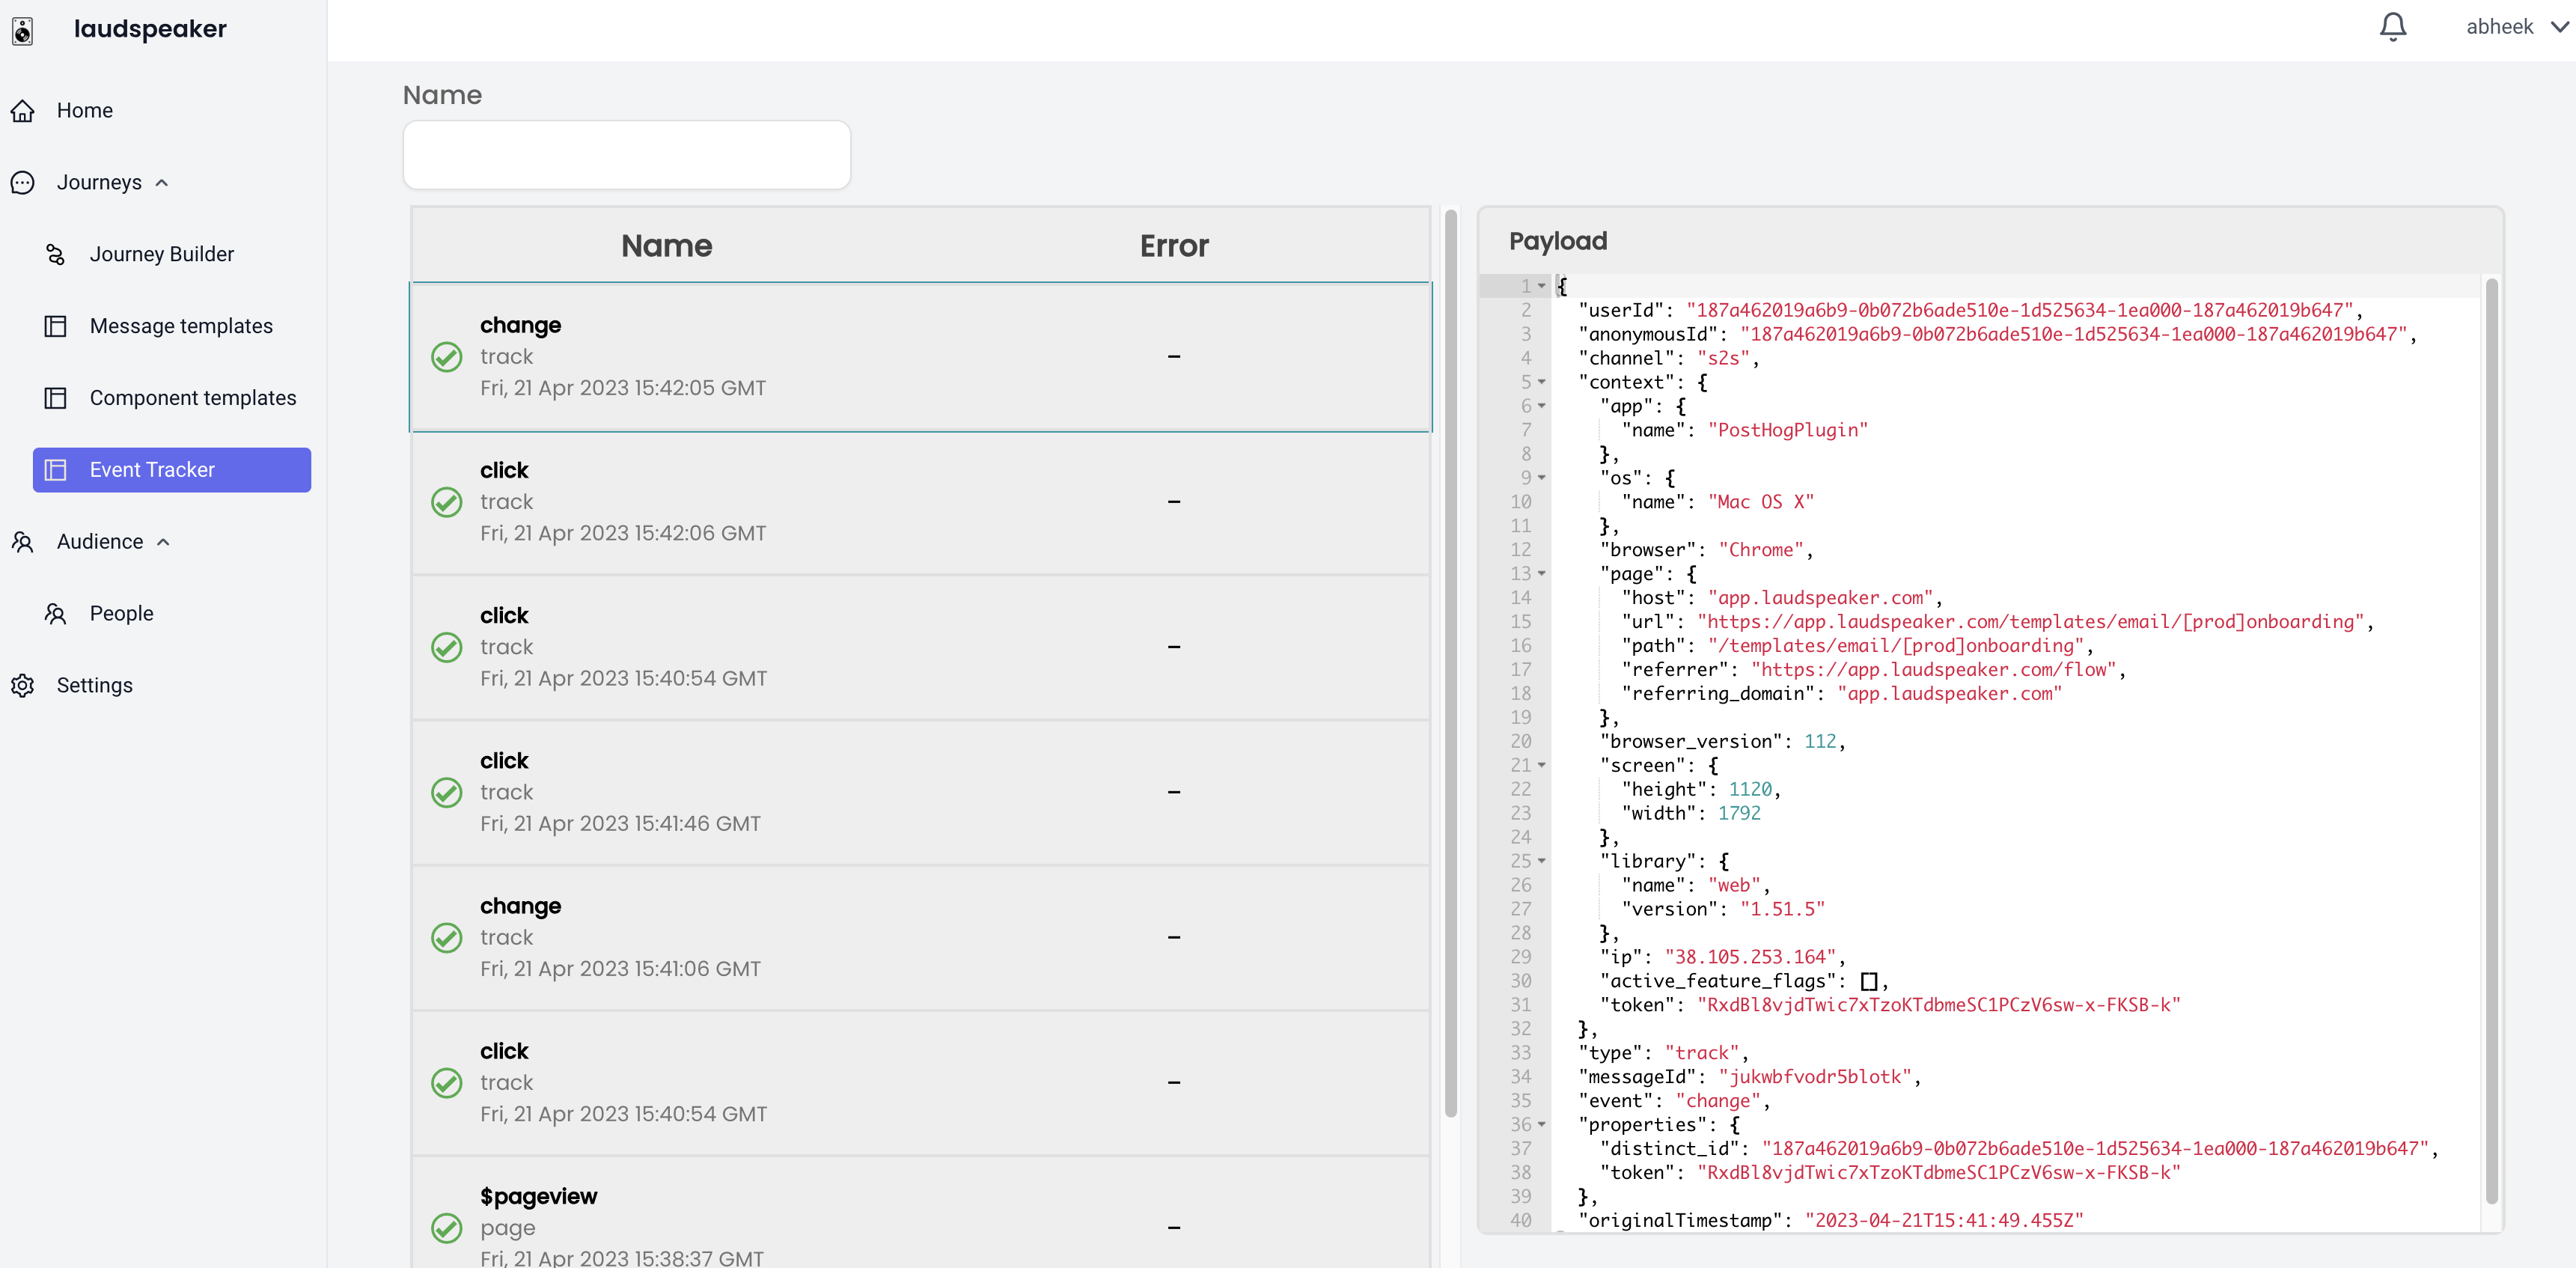 laudspeaker
abheek
Home
Journeys
Journey Builder
Message templates
Component templates
Event Tracker
Audience
People
Settings
Name
Name Error
change
track
Fri, 21 Apr 2023 15:42:05 GMT
–
click
track
Fri, 21 Apr 2023 15:42:06 GMT
–
click
track
Fri, 21 Apr 2023 15:40:54 GMT
–
click
track
Fri, 21 Apr 2023 15:41:46 GMT
–
change
track
Fri, 21 Apr 2023 15:41:06 GMT
–
click
track
Fri, 21 Apr 2023 15:40:54 GMT
–
$pageview
page
Fri, 21 Apr 2023 15:38:37 GMT
–
Payload
1 {
2 "userId": "187a462019a6b9-0b072b6ade510e-1d525634-1ea000-187a462019b647",
3 "anonymousId": "187a462019a6b9-0b072b6ade510e-1d525634-1ea000-187a462019b647",
4 "channel": "s2s",
5 "context": {
6 "app": {
7 "name": "PostHogPlugin"
8 },
9 "os": {
10 "name": "Mac OS X"
11 },
12 "browser": "Chrome",
13 "page": {
14 "host": "app.laudspeaker.com",
15 "url": "https://app.laudspeaker.com/templates/email/[prod]onboarding",
16 "path": "/templates/email/[prod]onboarding",
17 "referrer": "https://app.laudspeaker.com/flow",
18 "referring_domain": "app.laudspeaker.com"
19 },
20 "browser_version": 112,
21 "screen": {
22 "height": 1120,
23 "width": 1792
24 },
25 "library": {
26 "name": "web",
27 "version": "1.51.5"
28 },
29 "ip": "38.105.253.164",
30 "active_feature_flags": [],
31 "token": "RxdBl8vjdTwic7xTzoKTdbmeSC1PCzV6sw-x-FKSB-k"
32 },
33 "type": "track",
34 "messageId": "jukwbfvodr5blotk",
35 "event": "change",
36 "properties": {
37 "distinct_id": "187a462019a6b9-0b072b6ade510e-1d525634-1ea000-187a462019b647",
38 "token": "RxdBl8vjdTwic7xTzoKTdbmeSC1PCzV6sw-x-FKSB-k"
39 },
40 "originalTimestamp": "2023-04-21T15:41:49.455Z"